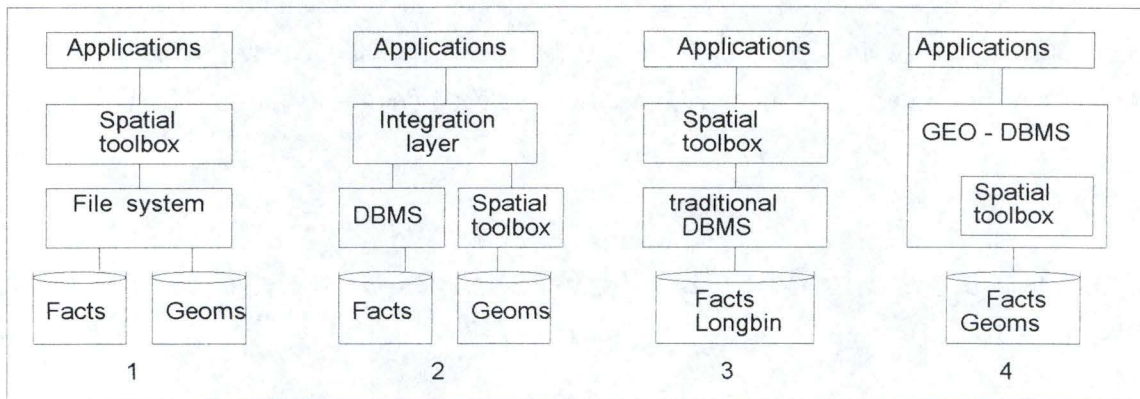 Applications
Spatial
toolbox
File system
Facts
Geoms
1
Applications
Integration
layer
DBMS
Spatial
toolbox
Facts
Geoms
2
Applications
Spatial
toolbox
traditional
DBMS
Facts
Longbin
3
Applications
GEO - DBMS
Spatial
toolbox
Facts
Geoms
4